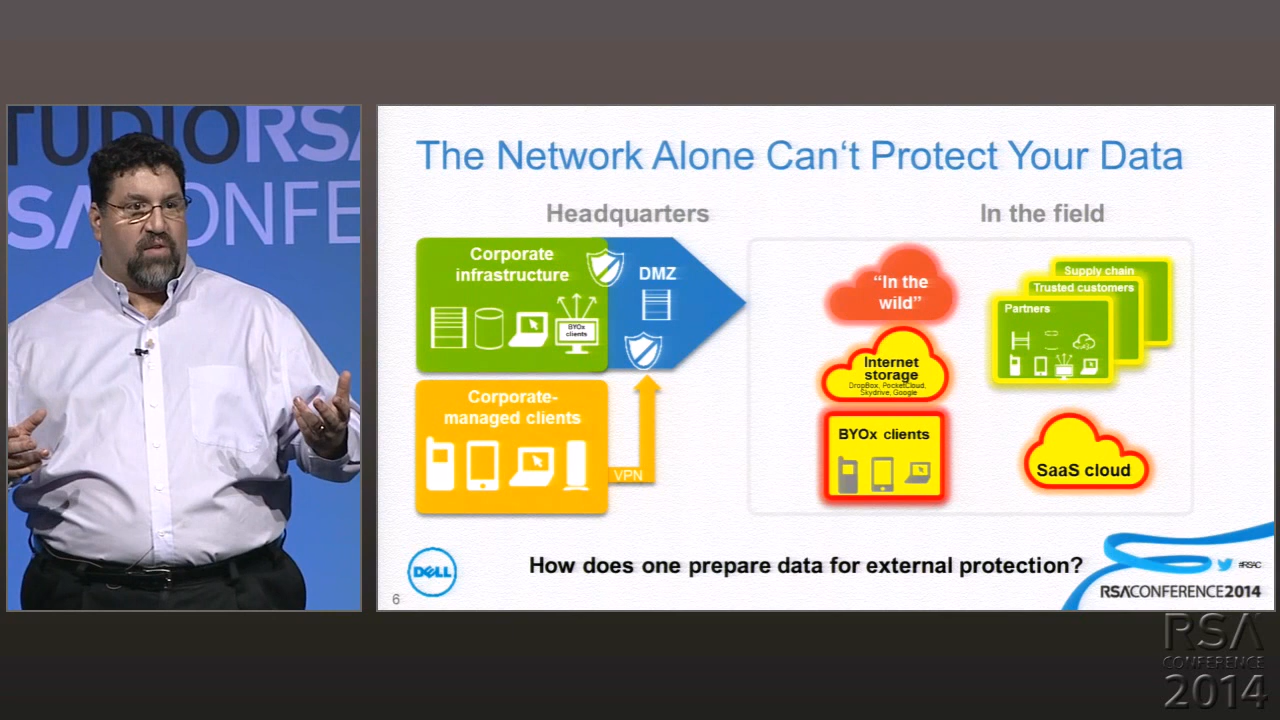 TUDIORSA
SACONFE
The Network Alone Can‘t Protect Your Data
Headquarters
In the field
Corporate
infrastructure
BYOx
clients
DMZ
Corporate-
managed clients
VPN
“In the
wild”
Internet
storage
DropBox, PocketCloud,
Skydrive, Google
BYOx clients
Supply chain
Trusted customers
Partners
SaaS cloud
How does one prepare data for external protection?
DELL
6
#RSAC
RSACONFERENCE2014
RSA
CONFERENCE
2014